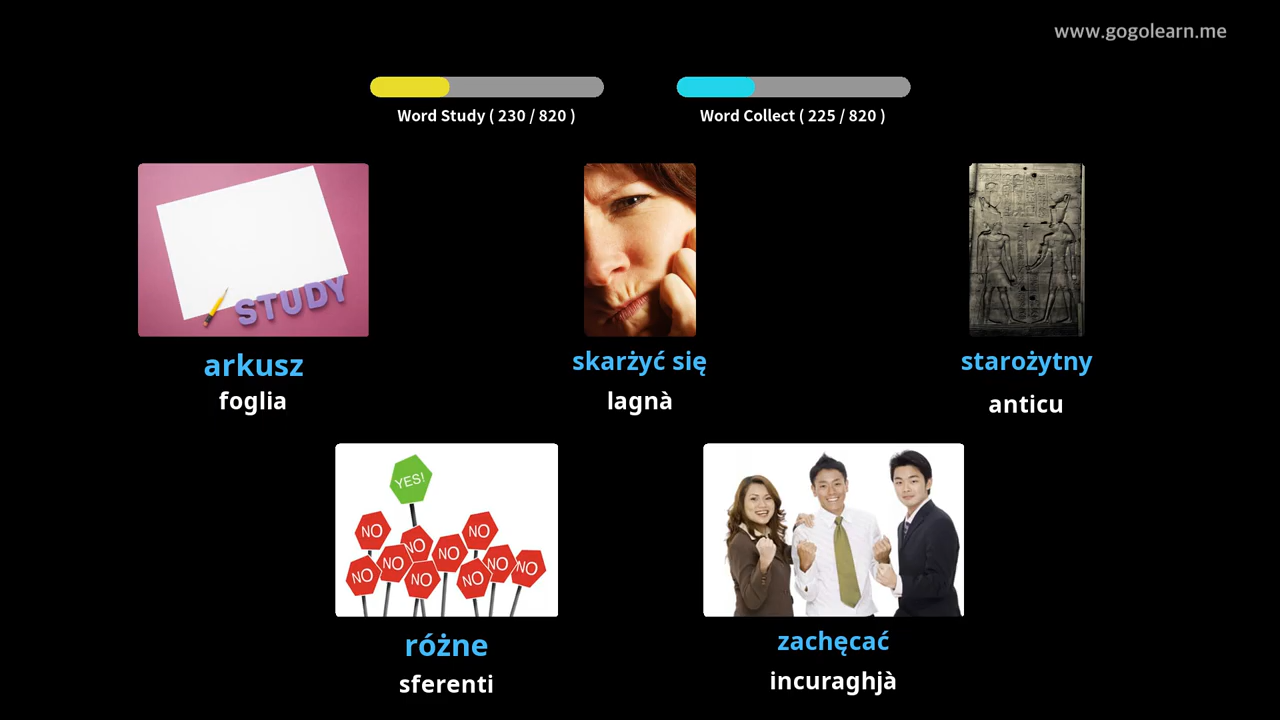 www.gogolearn.me
Word Study ( 230 / 820 )
Word Collect ( 225 / 820 )
STUDY
arkusz
foglia
skarżyć się
lagnà
starożytny
anticu
YES!
NO
NO
NO
NO
NO
NO
NO
NO
NO
NO
różne
sferenti
zachęcać
incuraghjà